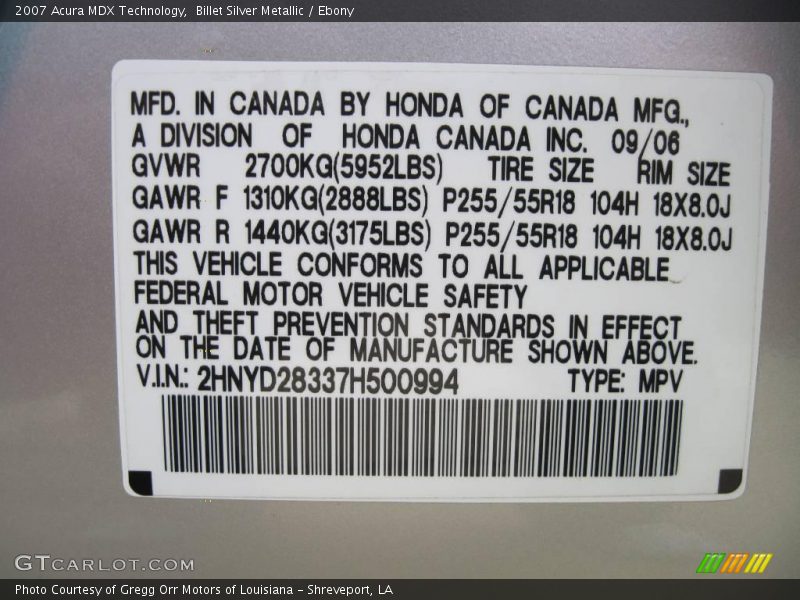 2007 Acura MDX Technology,  Billet Silver Metallic / Ebony
MFD. IN CANADA BY HONDA OF CANADA MFG.,
A DIVISION OF HONDA CANADA INC. 09/06
GVWR 2700KG(5952LBS) TIRE SIZE RIM SIZE
GAWR F 1310KG(2888LBS) P255/55R18 104H 18X8.0J
GAWR R 1440KG(3175LBS) P255/55R18 104H 18X8.0J
THIS VEHICLE CONFORMS TO ALL APPLICABLE
FEDERAL MOTOR VEHICLE SAFETY
AND THEFT PREVENTION STANDARDS IN EFFECT
ON THE DATE OF MANUFACTURE SHOWN ABOVE.
V.I.N.: 2HNYD28337H500994 TYPE: MPV
GTCARLOT.COM
Photo Courtesy of Gregg Orr Motors of Louisiana - Shreveport, LA